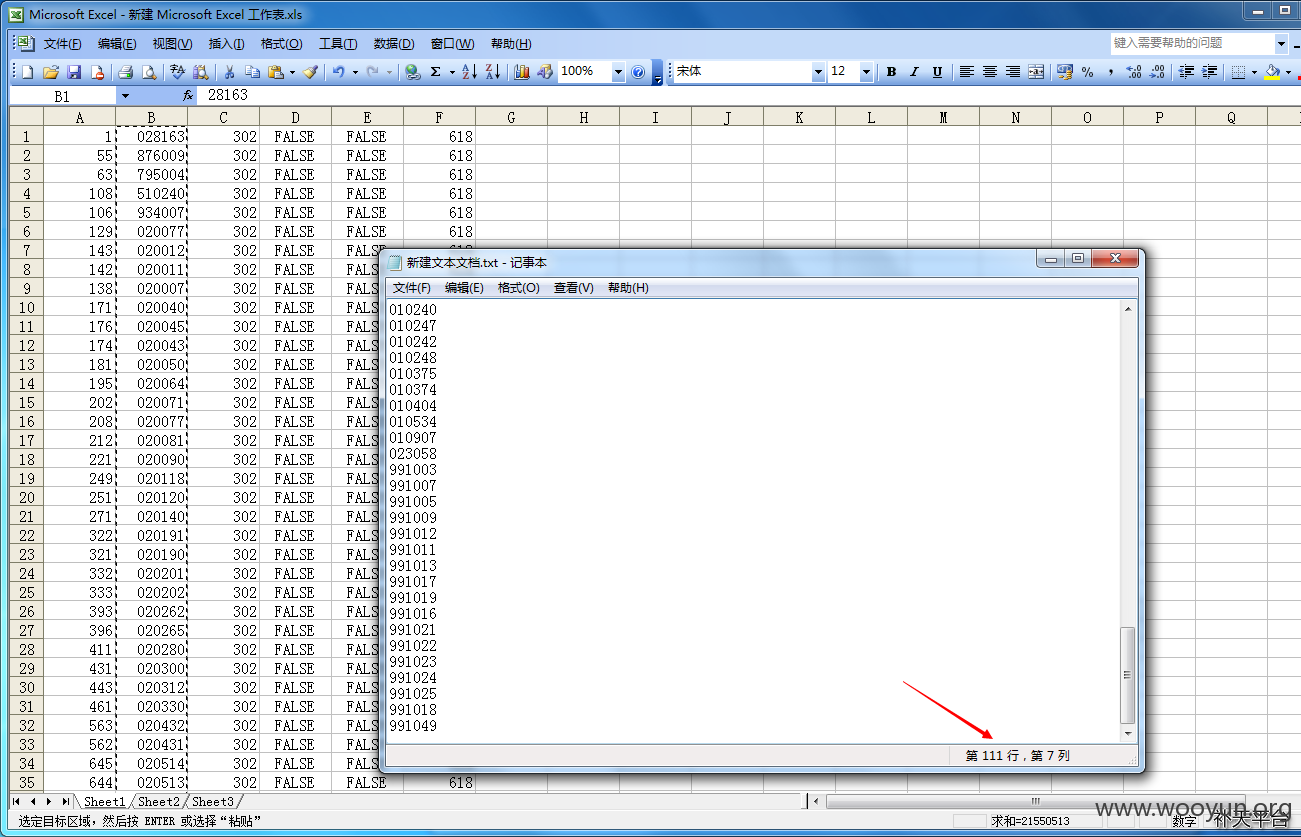 Microsoft Excel - 新建 Microsoft Excel 工作表.xls
文件(F) 编辑(E) 视图(V) 插入(I) 格式(O) 工具(T) 数据(D) 窗口(W) 帮助(H) 键入需要帮助的问题
100% 宋体 12 B I U
B1 fx 28163
A B C D E F G H I J K L M N O P Q
1 1 028163 302 FALSE FALSE 618
2 55 876009 302 FALSE FALSE 618
3 63 795004 302 FALSE FALSE 618
4 108 510240 302 FALSE FALSE 618
5 106 934007 302 FALSE FALSE 618
6 129 020077 302 FALSE FALSE 618
7 143 020012 302 FALSE FALSE 618
8 142 020011 302 FALSE FALS
9 138 020007 302 FALSE FALS
10 171 020040 302 FALSE FALS
11 176 020045 302 FALSE FALS
12 174 020043 302 FALSE FALS
13 181 020050 302 FALSE FALS
14 195 020064 302 FALSE FALS
15 202 020071 302 FALSE FALS
16 208 020077 302 FALSE FALS
17 212 020081 302 FALSE FALS
18 221 020090 302 FALSE FALS
19 249 020118 302 FALSE FALS
20 251 020120 302 FALSE FALS
21 271 020140 302 FALSE FALS
22 322 020191 302 FALSE FALS
23 321 020190 302 FALSE FALS
24 332 020201 302 FALSE FALS
25 333 020202 302 FALSE FALS
26 393 020262 302 FALSE FALS
27 396 020265 302 FALSE FALS
28 411 020280 302 FALSE FALS
29 431 020300 302 FALSE FALS
30 443 020312 302 FALSE FALS
31 461 020330 302 FALSE FALS
32 563 020432 302 FALSE FALS
33 562 020431 302 FALSE FALS
34 645 020514 302 FALSE FALS
35 644 020513 302 FALSE FALSE 618
新建文本文档.txt - 记事本
文件(F) 编辑(E) 格式(O) 查看(V) 帮助(H)
010240
010247
010242
010248
010375
010374
010404
010534
010907
023058
991003
991007
991005
991009
991012
991011
991013
991017
991019
991016
991021
991022
991023
991024
991025
991018
991049
第 111 行，第 7 列
Sheet1 Sheet2 Sheet3
选定目标区域，然后按 ENTER 或选择“粘贴” 求和=21550513 数字
www.wooyun.org
补天平台